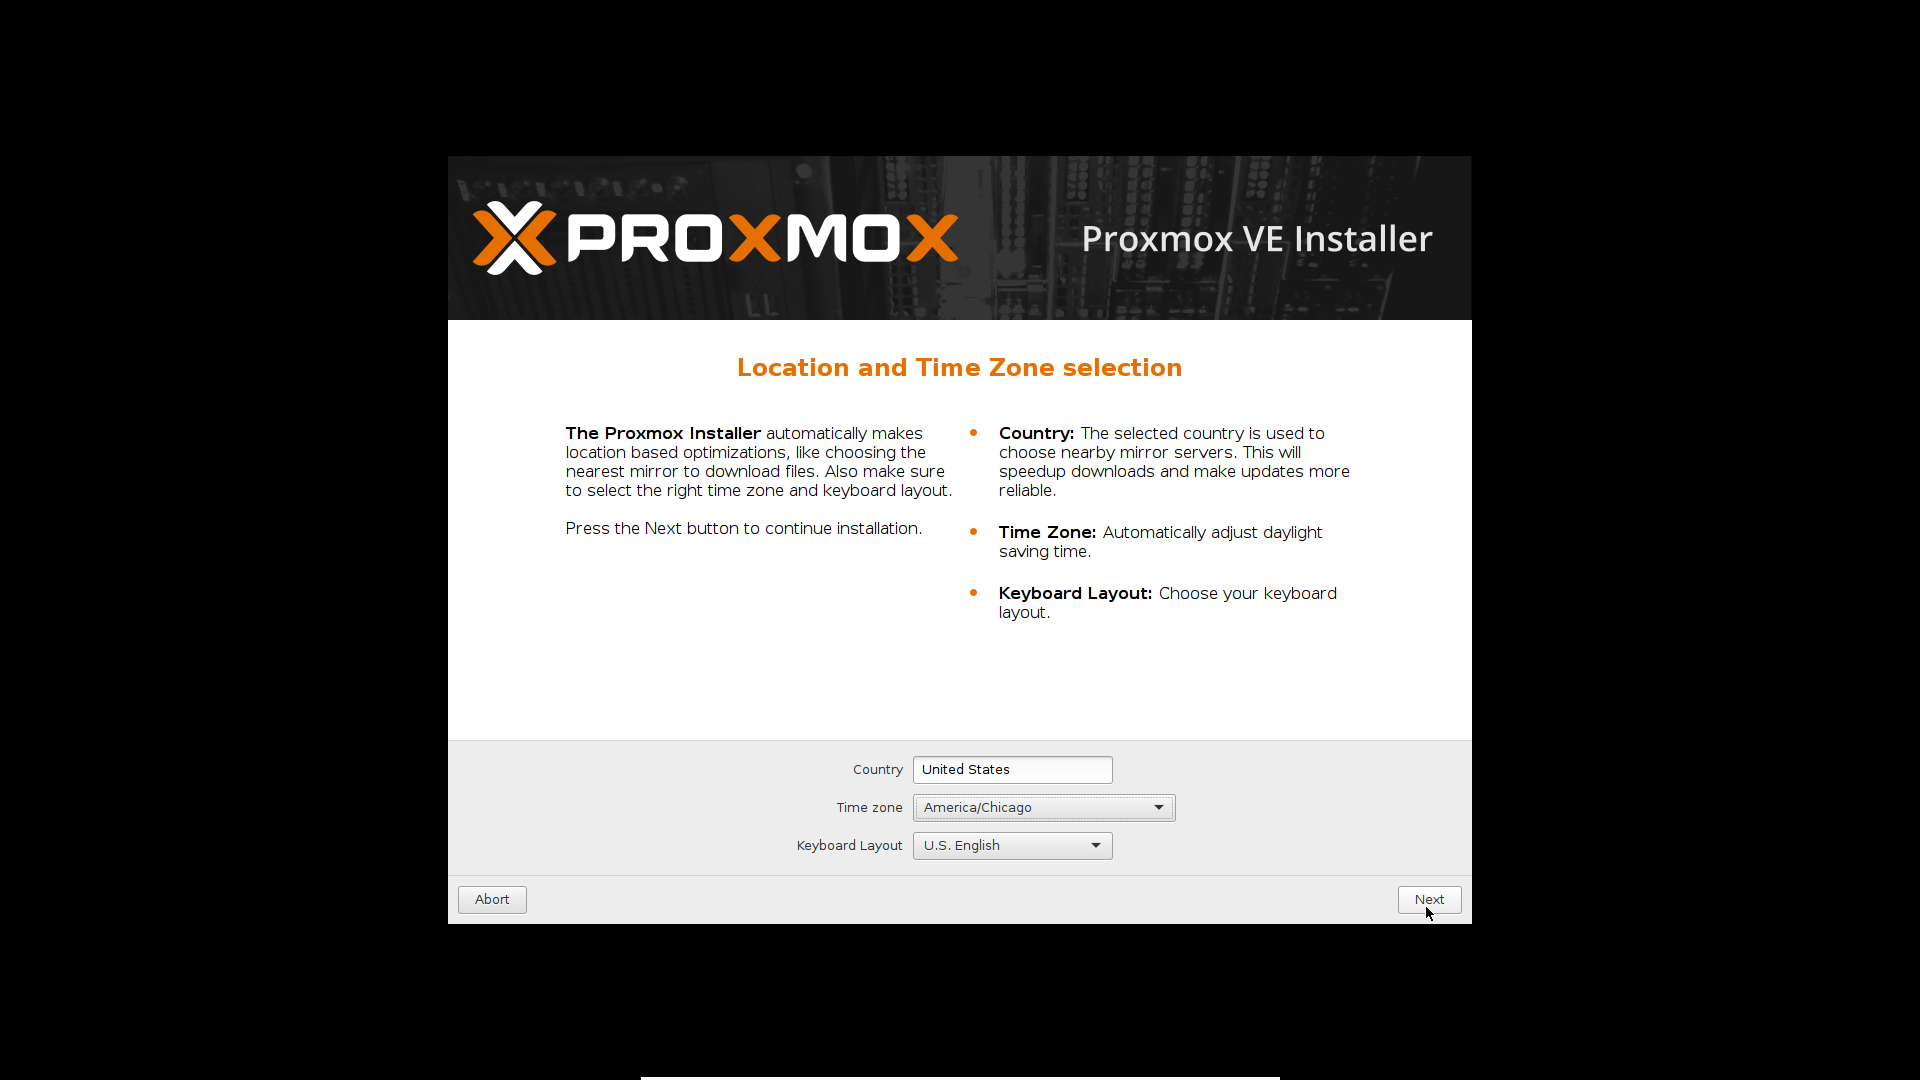 PROXMOX
Proxmox VE Installer
Location and Time Zone selection
The Proxmox Installer automatically makes
location based optimizations, like choosing the
nearest mirror to download files. Also make sure
to select the right time zone and keyboard layout.
Press the Next button to continue installation.
Country: The selected country is used to
choose nearby mirror servers. This will
speedup downloads and make updates more
reliable.
Time Zone: Automatically adjust daylight
saving time.
Keyboard Layout: Choose your keyboard
layout.
Country United States
Time zone America/Chicago
Keyboard Layout U.S. English
Abort
Next